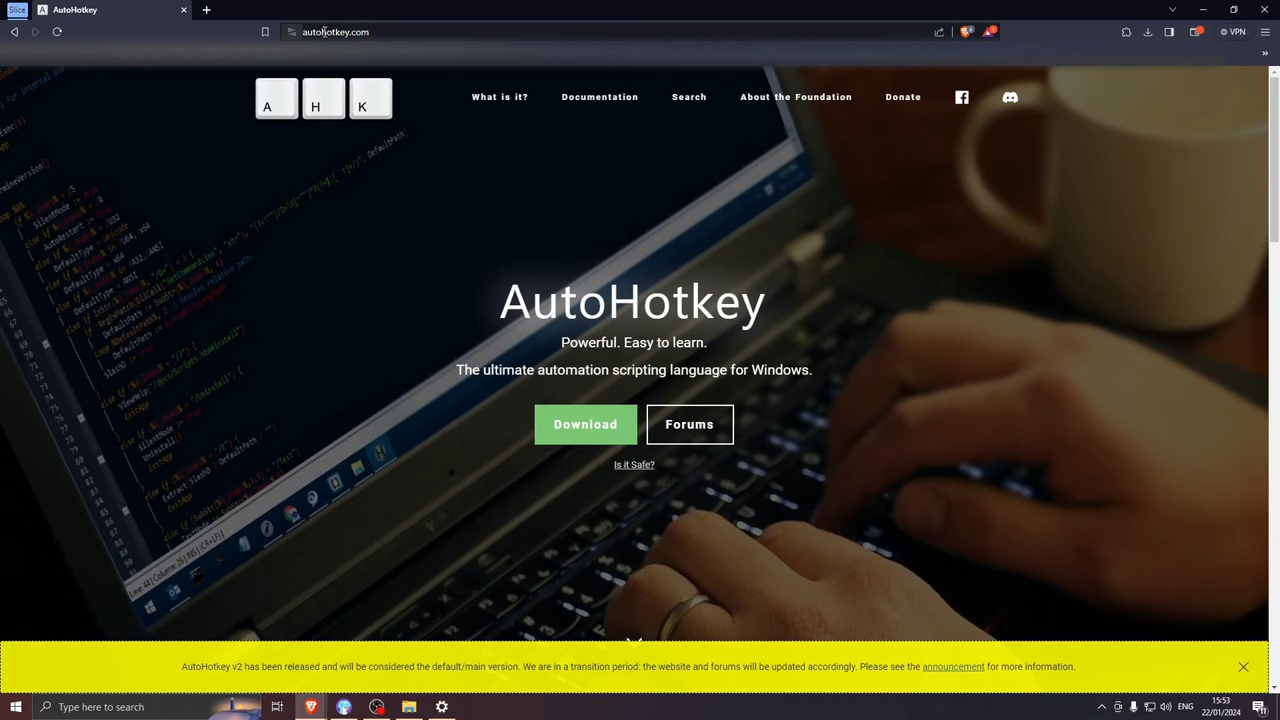 Slice
A AutoHotkey
autohotkey.com
VPN
A H K
What is it?
Documentation
Search
About the Foundation
Donate
AutoHotkey
Powerful. Easy to learn.
The ultimate automation scripting language for Windows.
Download
Forums
Is it Safe?
AutoHotkey v2 has been released and will be considered the default/main version. We are in a transition period: the website and forums will be updated accordingly. Please see the announcement for more information.
Type here to search
ENG
15:53
22/01/2024